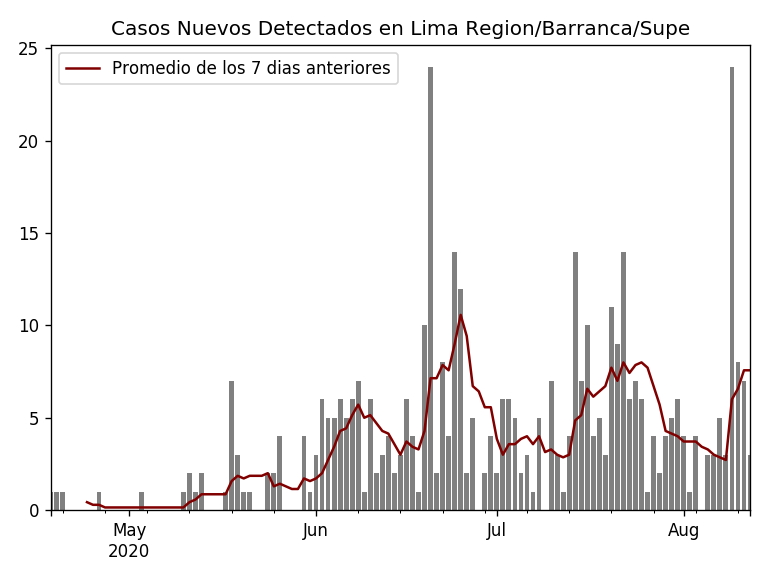 Casos Nuevos Detectados en Lima Region/Barranca/Supe
Promedio de los 7 dias anteriores
25
20
15
10
5
0
May
2020
Jun
Jul
Aug